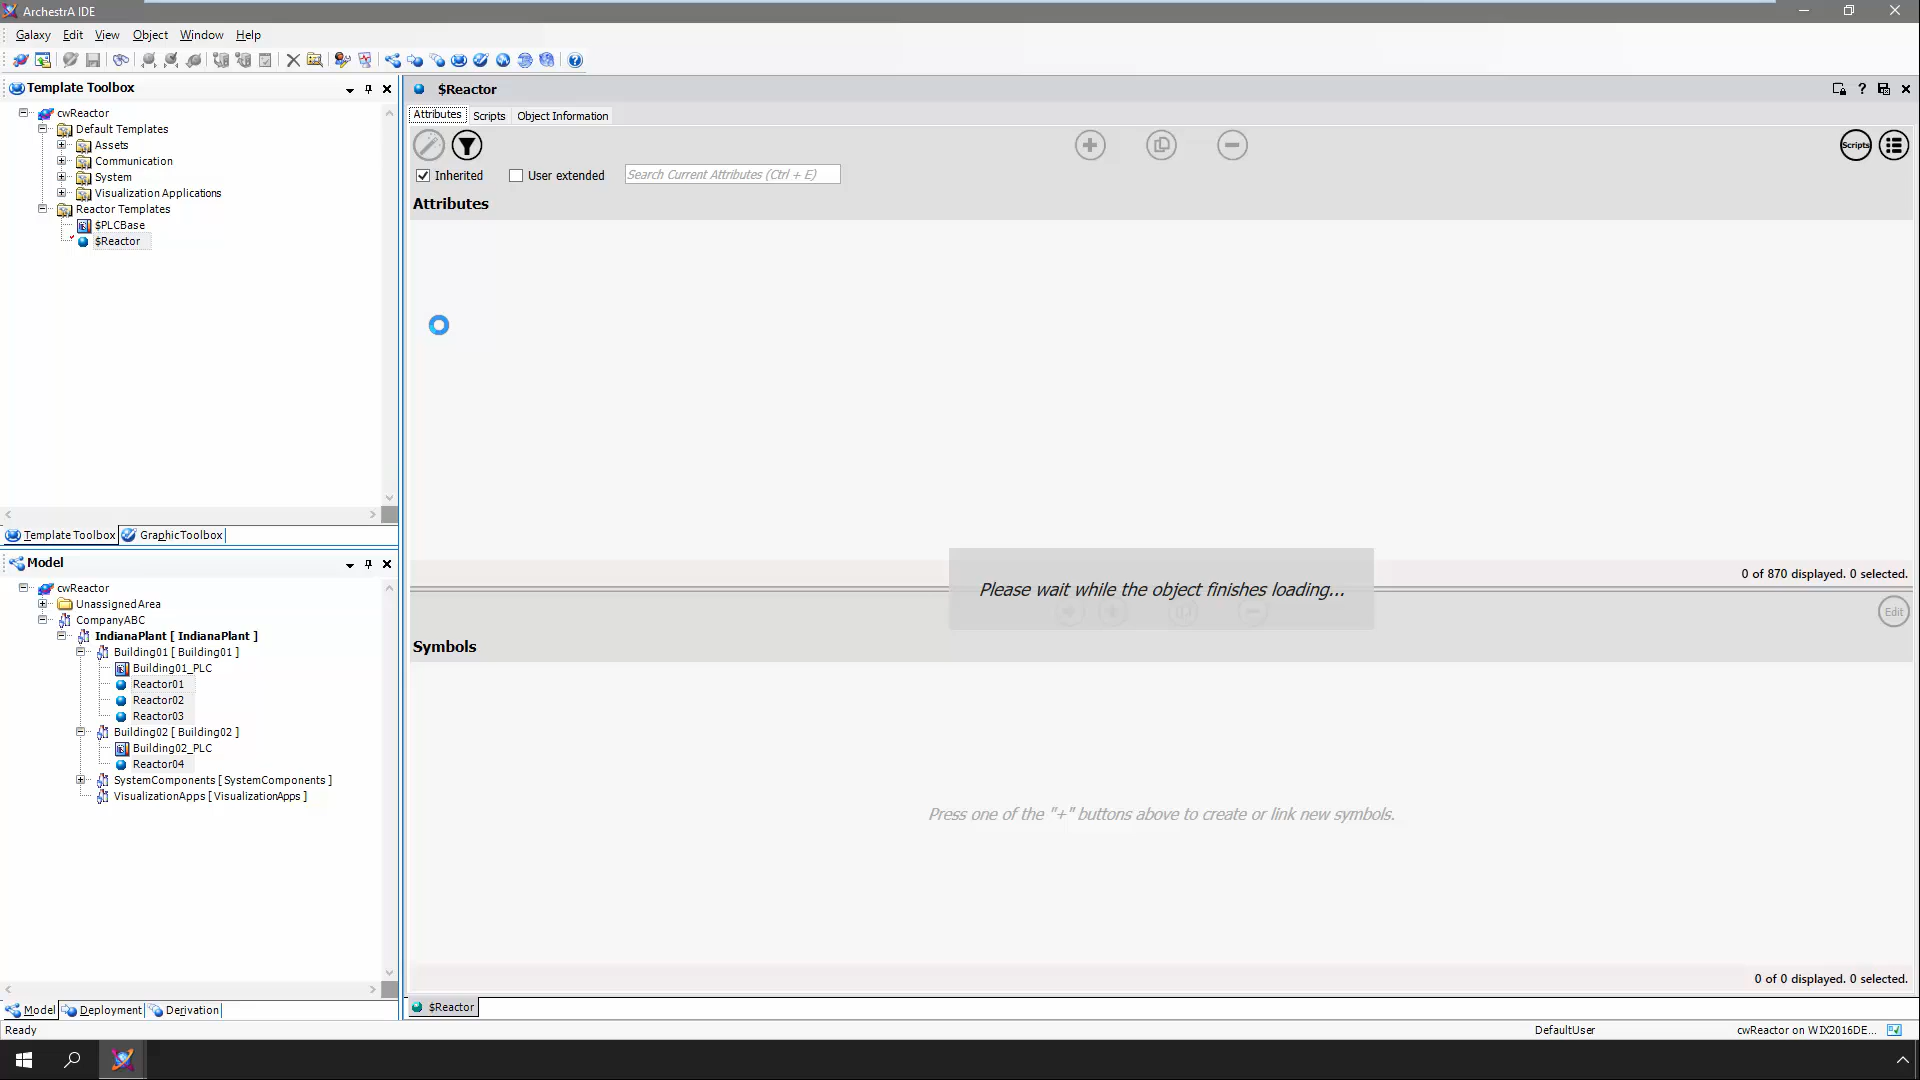 ArchestrA IDE
Galaxy Edit View Object Window Help
Template Toolbox
cwReactor
Default Templates
Assets
Communication
System
Visualization Applications
Reactor Templates
$PLCBase
$Reactor
Template Toolbox GraphicToolbox
Model
cwReactor
UnassignedArea
CompanyABC
IndianaPlant [ IndianaPlant ]
Building01 [ Building01 ]
Building01_PLC
Reactor01
Reactor02
Reactor03
Building02 [ Building02 ]
Building02_PLC
Reactor04
SystemComponents [ SystemComponents ]
VisualizationApps [ VisualizationApps ]
Model Deployment Derivation
Ready
$Reactor
Attributes Scripts Object Information
Scripts
Inherited User extended Search Current Attributes (Ctrl + E)
Attributes
0 of 870 displayed. 0 selected.
Please wait while the object finishes loading...
Edit
Symbols
Press one of the "+" buttons above to create or link new symbols.
0 of 0 displayed. 0 selected.
$Reactor
DefaultUser cwReactor on WIX2016DE...